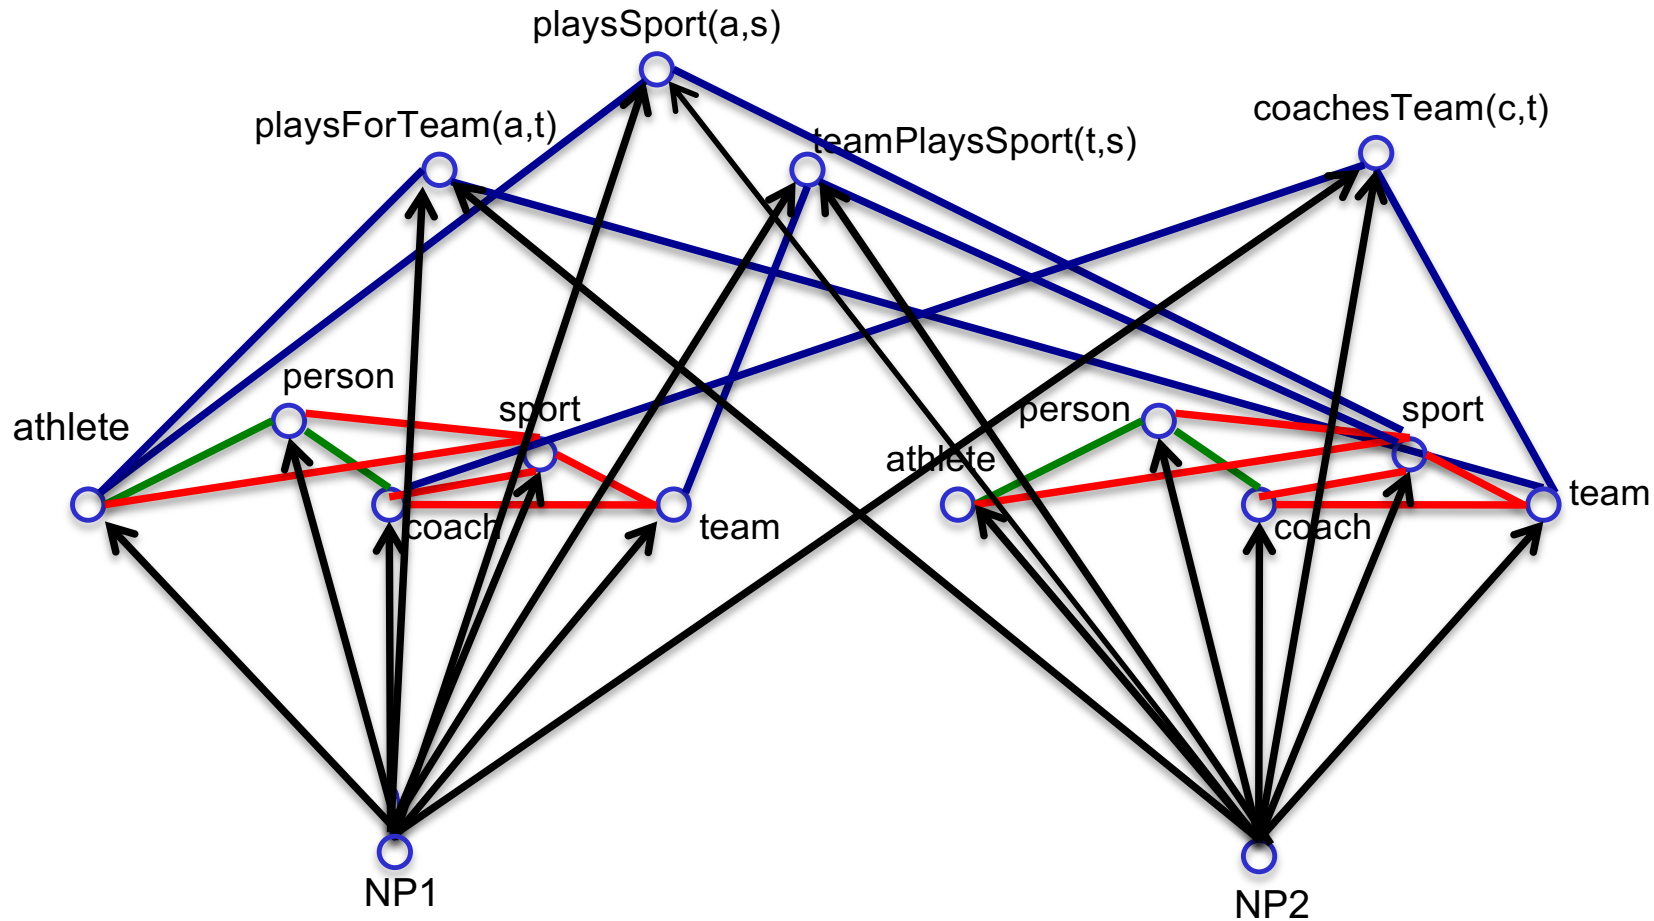 playsSport(a,s)
playsForTeam(a,t)
teamPlaysSport(t,s)
coachesTeam(c,t)
person
athlete
sport
coach
team
person
athlete
sport
coach
team
NP1
NP2